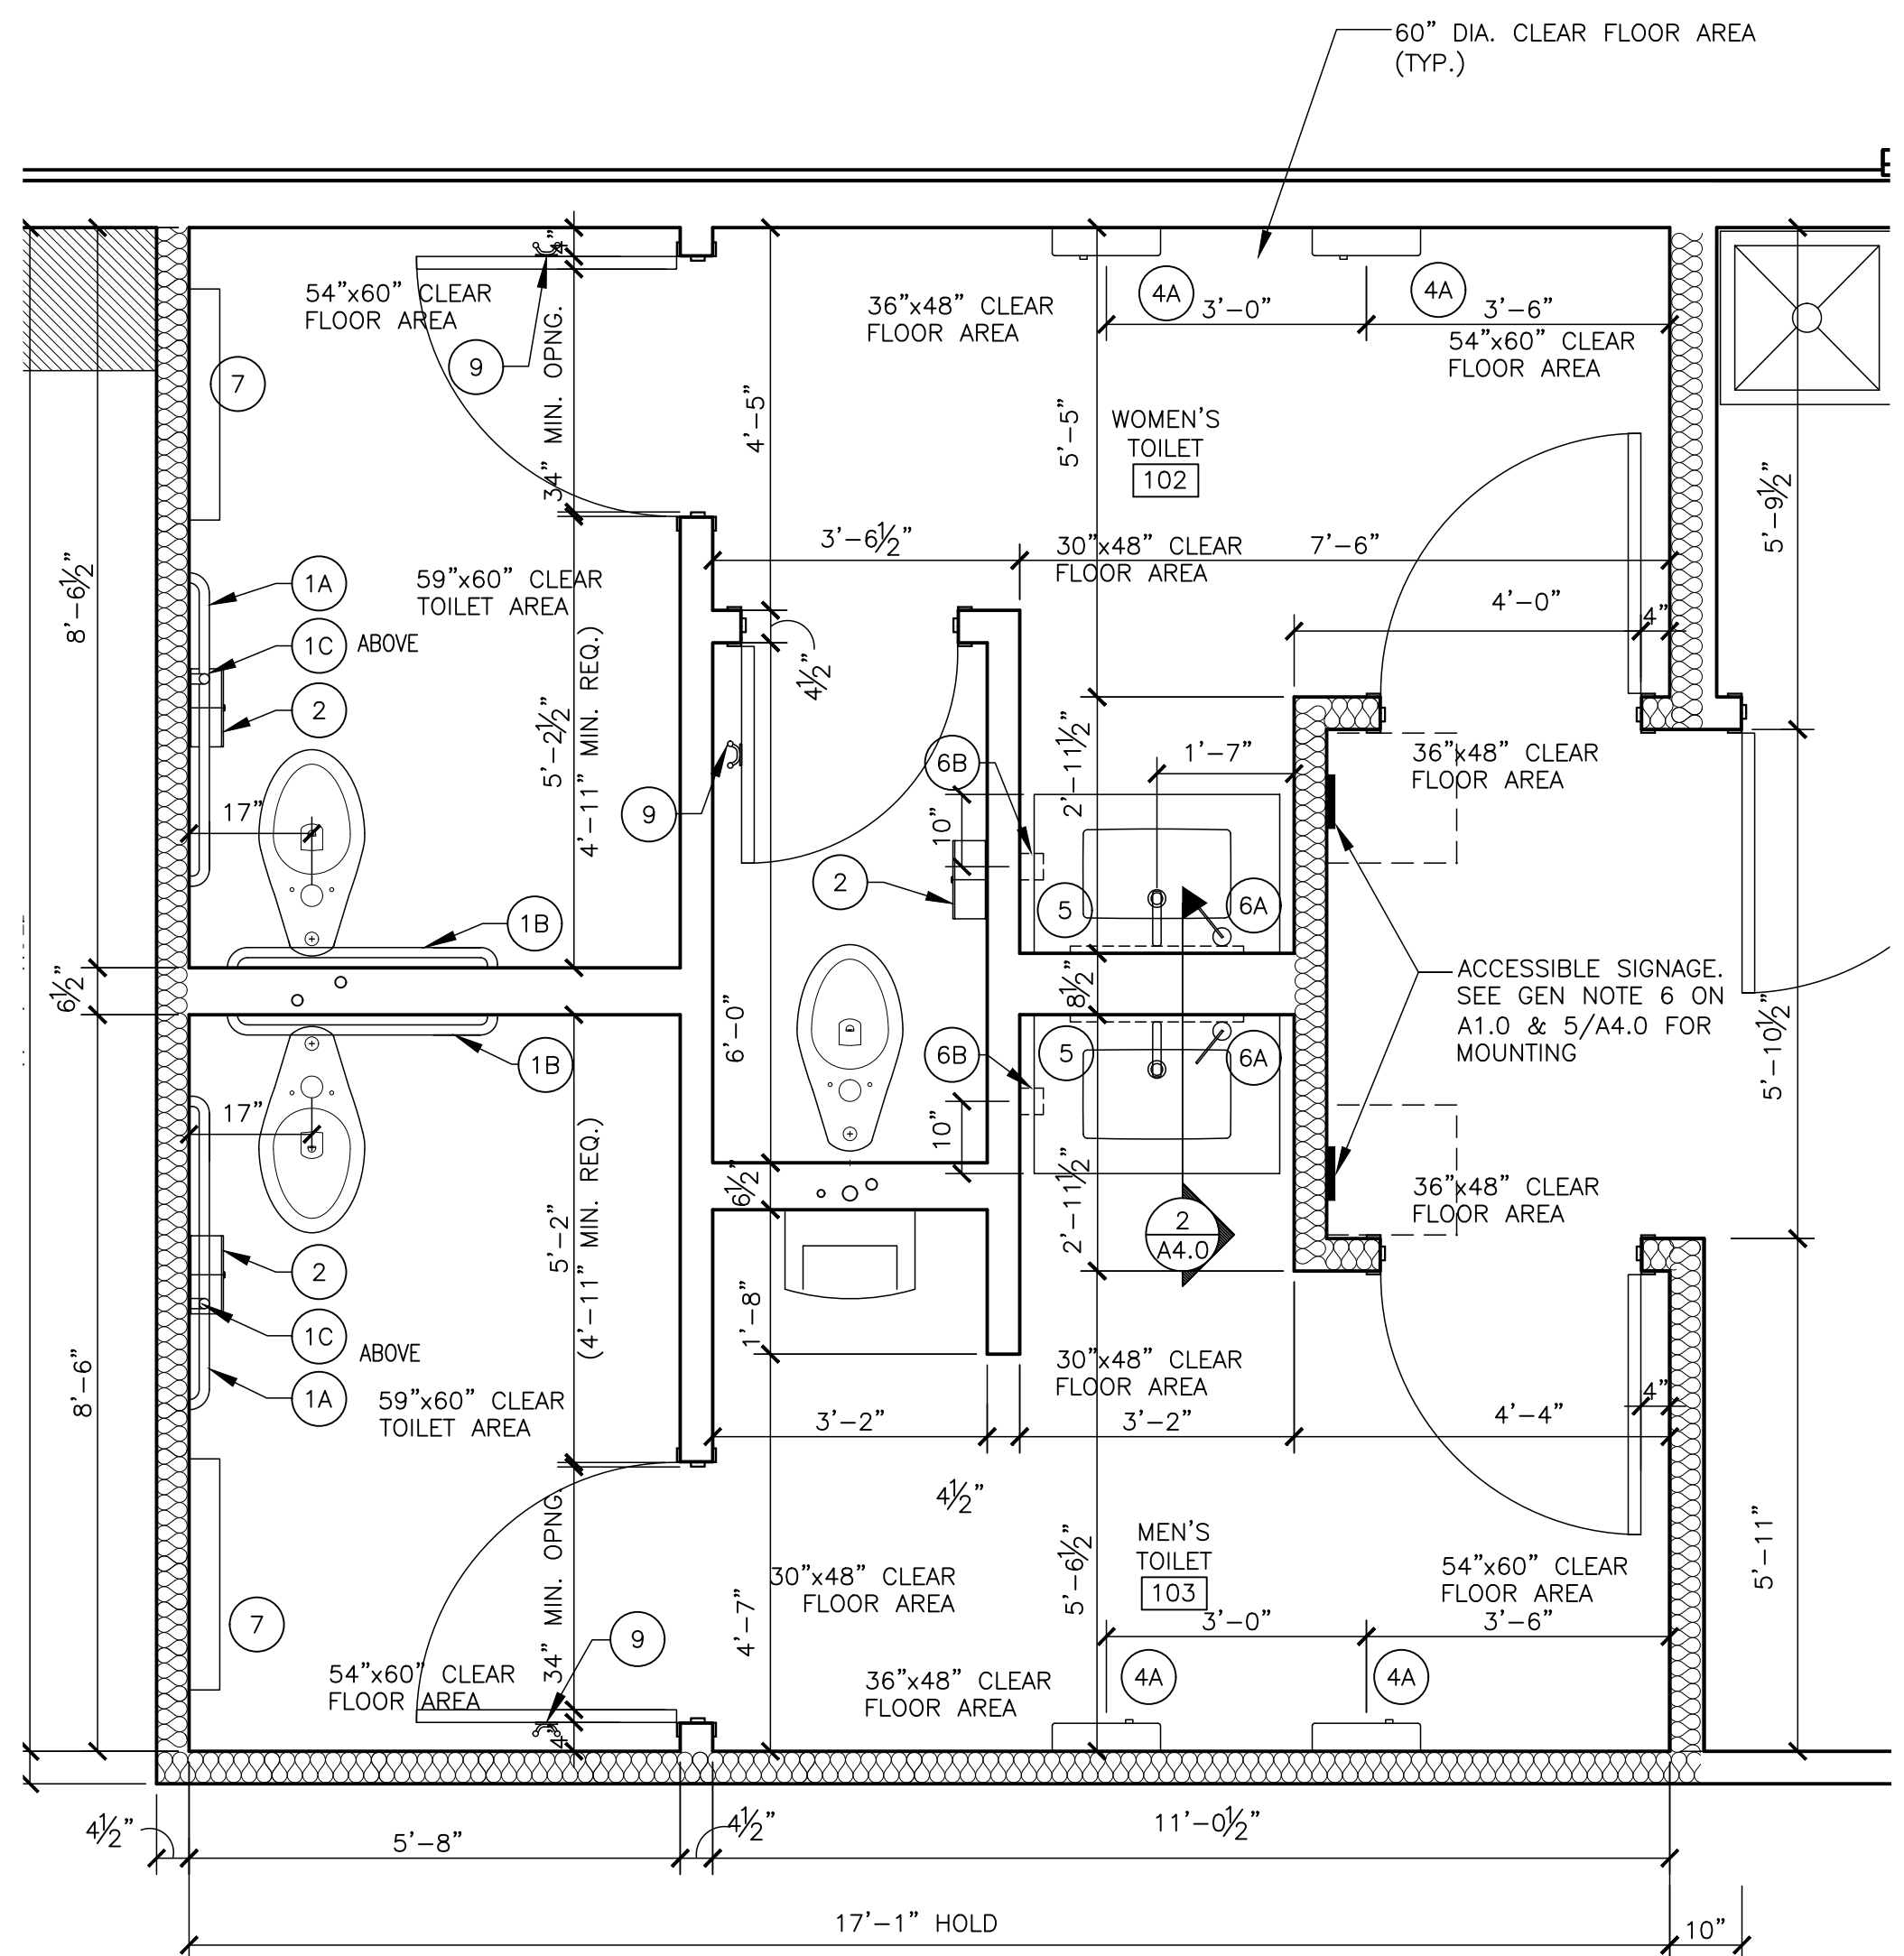 60" DIA. CLEAR FLOOR AREA
(TYP.)
E
4"
54"x60" CLEAR
FLOOR AREA
36"x48" CLEAR
FLOOR AREA
4A
4A
3'-0"
3'-6"
54"x60" CLEAR
FLOOR AREA
9
7
34" MIN. OPNG.
4'-5"
5'-5"
WOMEN'S
TOILET
102
5'-9½"
3'-6½"
30"x48" CLEAR
FLOOR AREA
7'-6"
8'-6½"
1A
59"x60" CLEAR
TOILET AREA
4'-0"
4"
1C ABOVE
2
5'-2½"
4'-11" MIN. REQ.)
4½"
9
6B
2'-11½"
1'-7"
36"x48" CLEAR
FLOOR AREA
17"
10"
2
5
6A
1B
6½"
8½"
ACCESSIBLE SIGNAGE.
SEE GEN NOTE 6 ON
A1.0 & 5/A4.0 FOR
MOUNTING
6'-0"
6B
5
6A
5'-10½"
1B
17"
10"
6½"
2'-11½"
2
A4.0
36"x48" CLEAR
FLOOR AREA
5'-2"
(4'-11" MIN. REQ.)
2
1C
ABOVE
1A
1'-8"
8'-6"
59"x60" CLEAR
TOILET AREA
30"x48" CLEAR
FLOOR AREA
3'-2"
3'-2"
4'-4"
4"
4½"
34" MIN. OPNG.
MEN'S
TOILET
103
5'-6½"
5'-11"
30"x48" CLEAR
FLOOR AREA
54"x60" CLEAR
FLOOR AREA
4'-7"
3'-0"
3'-6"
7
9
54"x60" CLEAR
FLOOR AREA
36"x48" CLEAR
FLOOR AREA
4A
4A
4"
4½"
5'-8"
4½"
11'-0½"
17'-1" HOLD
10"